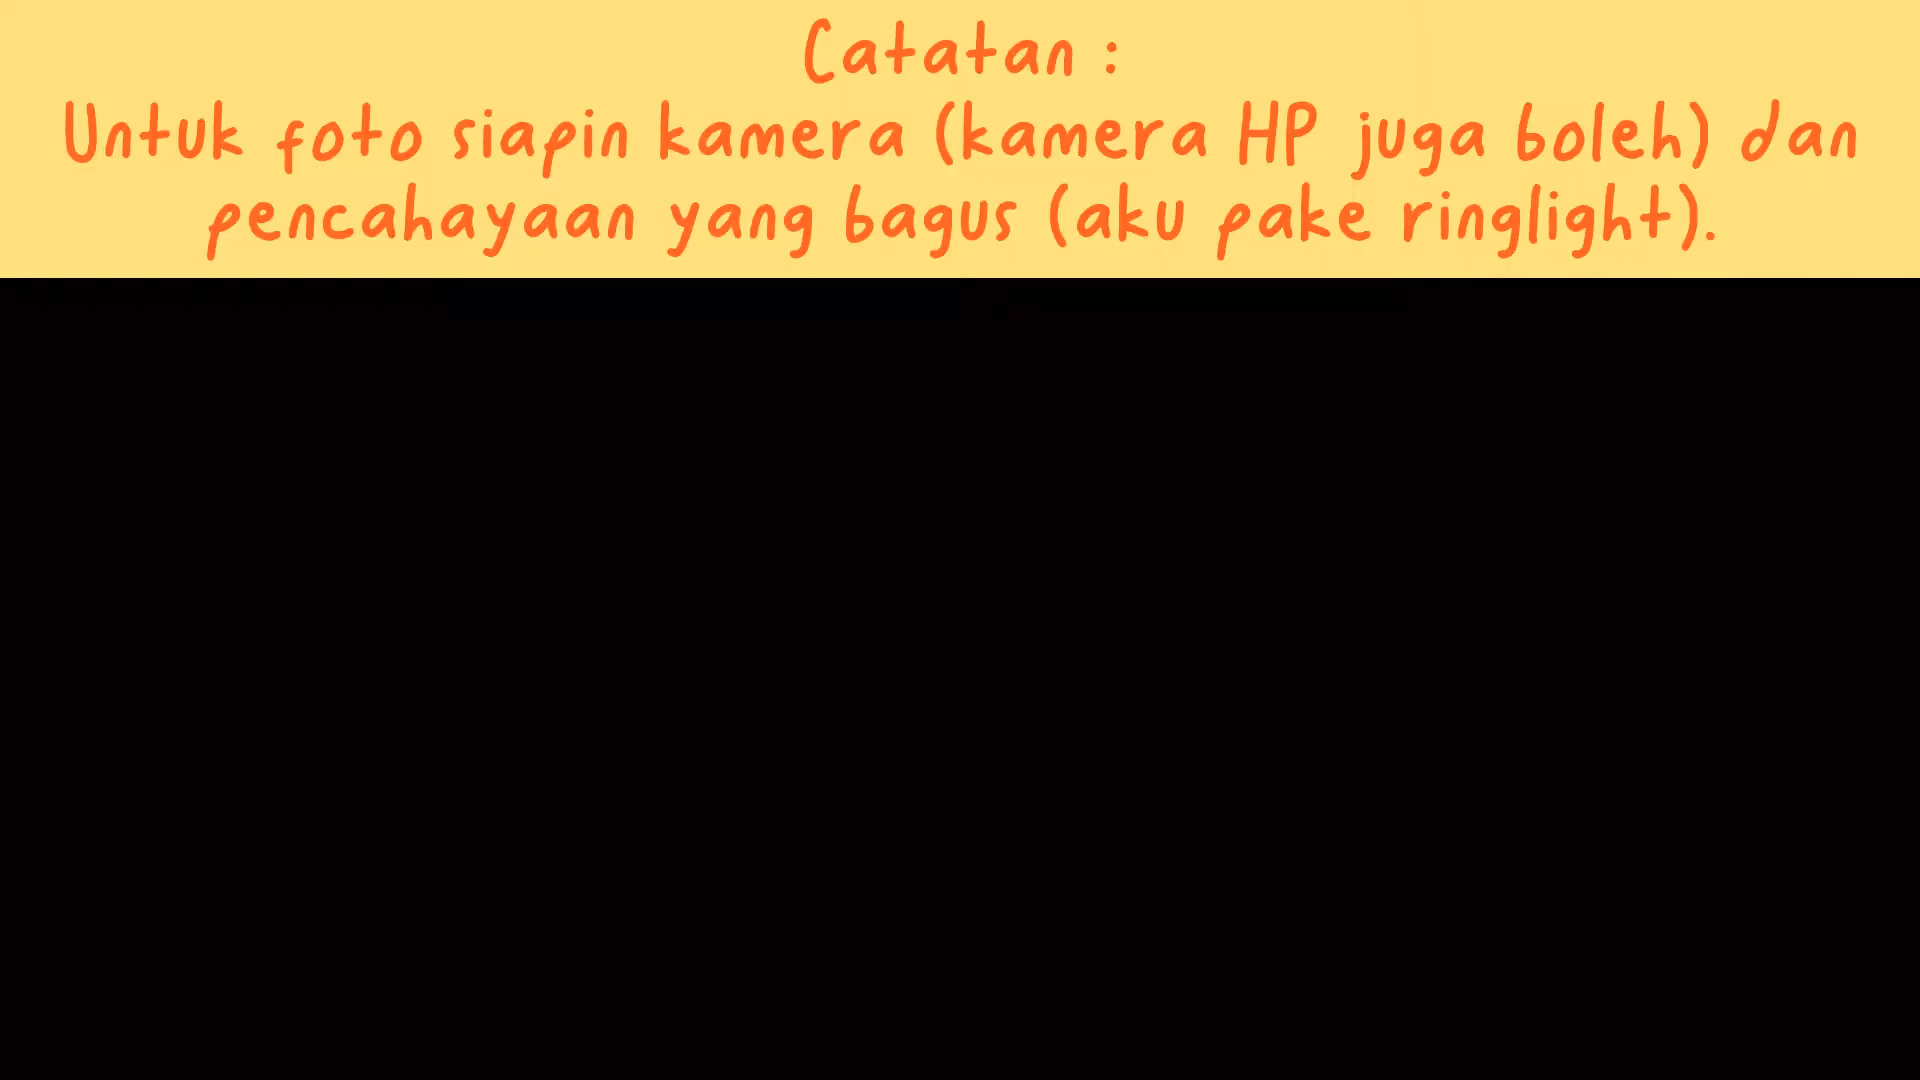 Catatan :
Untuk foto siapin kamera (kamera HP juga boleh) dan
pencahayaan yang bagus (aku pake ringlight).